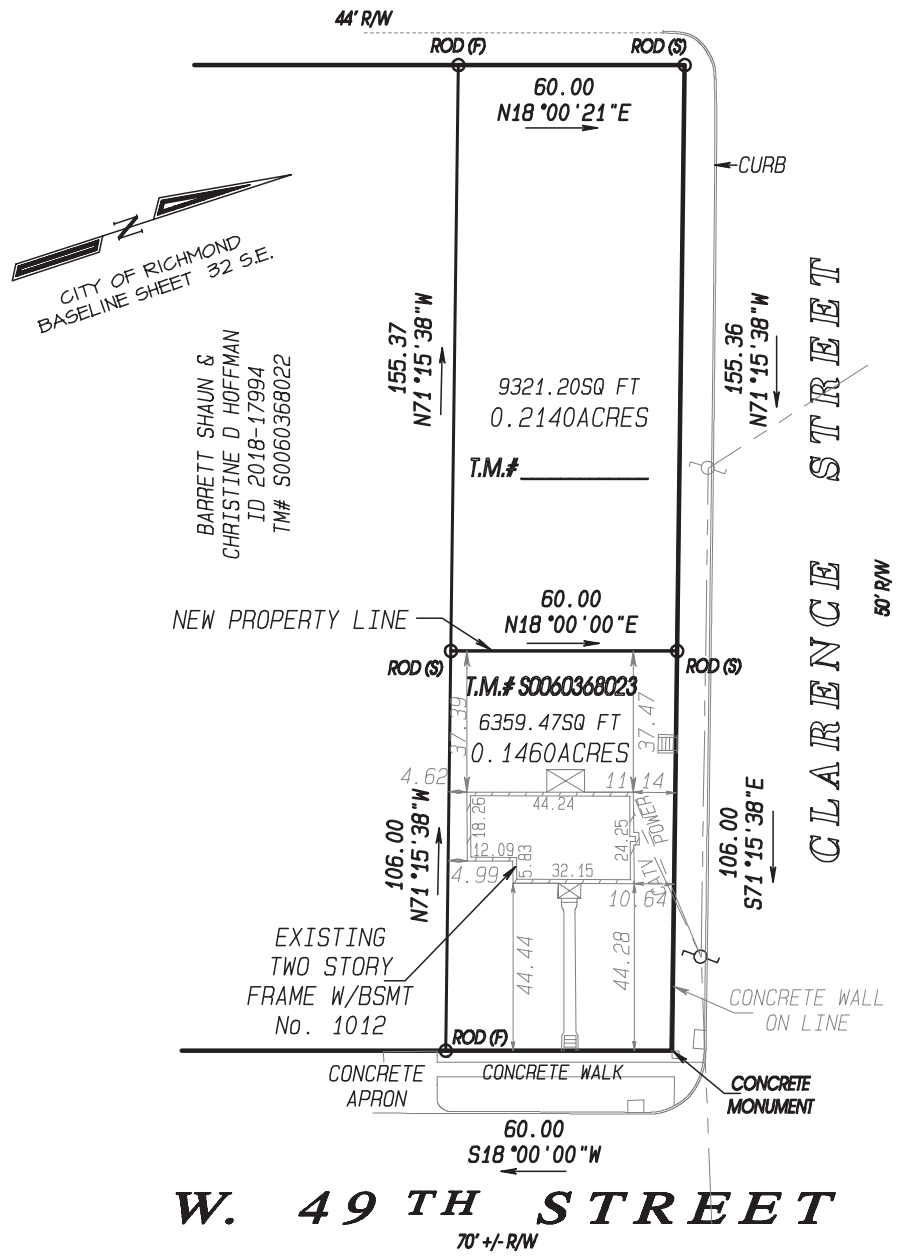 44' R/W
ROD (F)
ROD (S)
60.00
N18°00'21"E
CURB
N
CITY OF RICHMOND
BASELINE SHEET 32 S.E.
BARRETT SHAUN &
CHRISTINE D HOFFMAN
ID 2018-17994
TM# S0060368022
155.37
N71°15'38"W
155.36
N71°15'38"W
9321.20SQ FT
0.2140ACRES
T.M.#
CLARENCE STREET
50' R/W
60.00
N18°00'00"E
NEW PROPERTY LINE
ROD (S)
ROD (S)
T.M.# S0060368023
6359.47SQ FT
0.1460ACRES
37.39
37.47
4.62
11.14
44.24
18.26
24.25
12.09
5.83
32.15
4.99
10.64
CATV
POWER
106.00
N71°15'38"W
106.00
S71°15'38"E
44.44
44.28
EXISTING
TWO STORY
FRAME W/BSMT
No. 1012
CONCRETE WALL
ON LINE
ROD (F)
CONCRETE
APRON
CONCRETE WALK
CONCRETE
MONUMENT
60.00
S18°00'00"W
W. 49TH STREET
70' +/- R/W